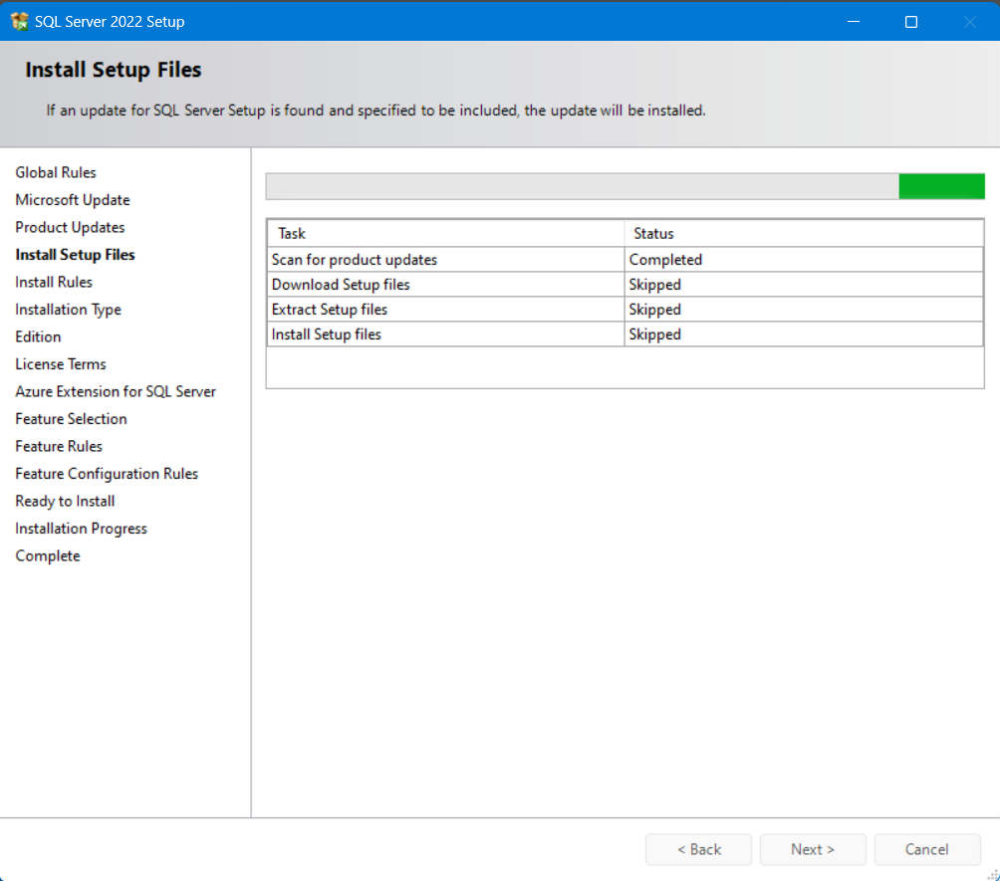 SQL Server 2022 Setup
Install Setup Files
If an update for SQL Server Setup is found and specified to be included, the update will be installed.
Global Rules
Microsoft Update
Product Updates
Install Setup Files
Install Rules
Installation Type
Edition
License Terms
Azure Extension for SQL Server
Feature Selection
Feature Rules
Feature Configuration Rules
Ready to Install
Installation Progress
Complete
Task Status
Scan for product updates Completed
Download Setup files Skipped
Extract Setup files Skipped
Install Setup files Skipped
< Back Next > Cancel